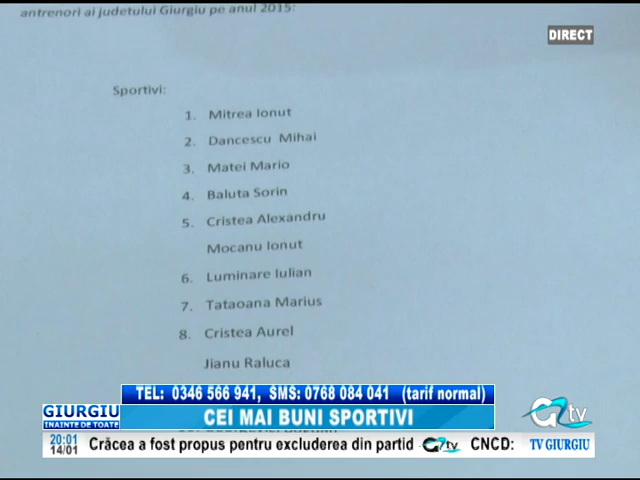 antrenori ai judetului Giurgiu pe anul 2015:
DIRECT
Sportivi:
1. Mitrea Ionut
2. Dancescu Mihai
3. Matei Mario
4. Baluta Sorin
5. Cristea Alexandru
Mocanu Ionut
6. Luminare Iulian
7. Tataoana Marius
8. Cristea Aurel
Jianu Raluca
TEL: 0346 566 941, SMS: 0768 084 041 (tarif normal)
GIURGIU
INAINTE DE TOATE
CEI MAI BUNI SPORTIVI
G2tv
20:01
14/01
Crăcea a fost propus pentru excluderea din partid G2tv CNCD: TV GIURGIU